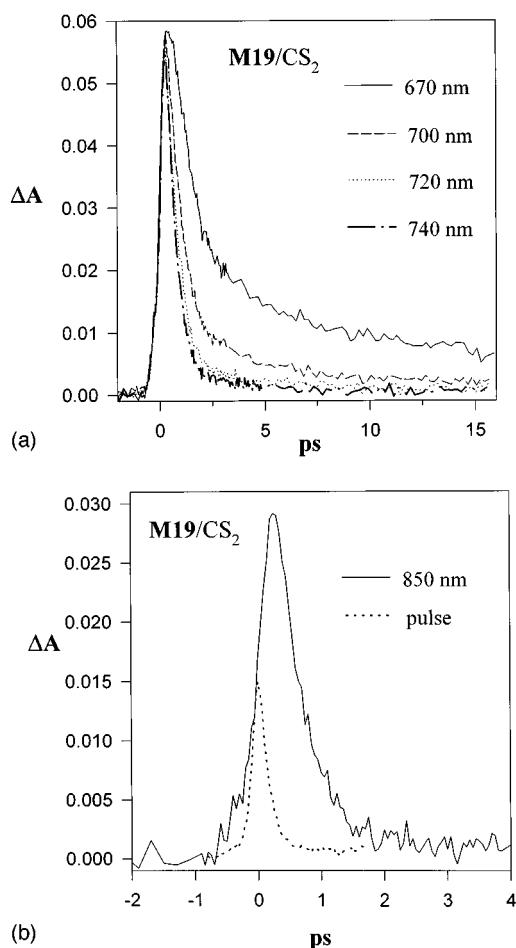 0.06
M19/CS2
670 nm
0.05
700 nm
0.04
720 nm
ΔA
0.03
740 nm
0.02
0.01
0.00
0 5 10 15
(a)
ps
0.030
M19/CS2
0.025
850 nm
0.020
pulse
ΔA
0.015
0.010
0.005
0.000
-2 -1 0 1 2 3 4
(b)
ps